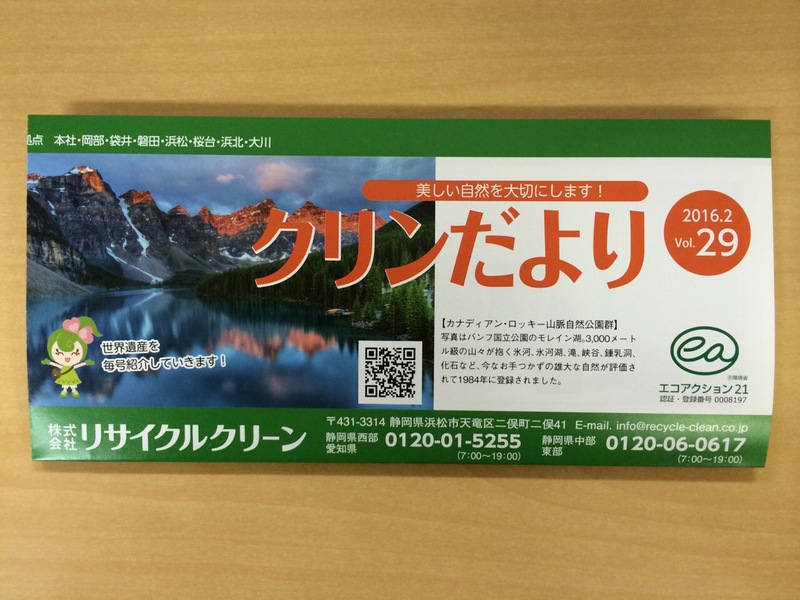 点 本社・岡部・袋井・磐田・浜松・桜台・浜北・大川
美しい自然を大切にします！
クリンだより
2016.2
Vol.29
【カナディアン・ロッキー山脈自然公園群】
写真はバンフ国立公園のモレイン湖。3,000メート
ル級の山々が抱く氷河、氷河湖、滝、峡谷、鍾乳洞、
化石など、今なお手つかずの雄大な自然が評価さ
れて1984年に登録されました。
世界遺産を
毎号紹介していきます！
ea
Ⓡ環境省
エコアクション21
認証・登録番号 0008197
株式会社リサイクルクリーン
〒431-3314 静岡県浜松市天竜区二俣町二俣41 E-mail. info@recycle-clean.co.jp
静岡県西部 愛知県 0120-01-5255 静岡県中部 東部 0120-06-0617
（7:00〜19:00） （7:00〜19:00）